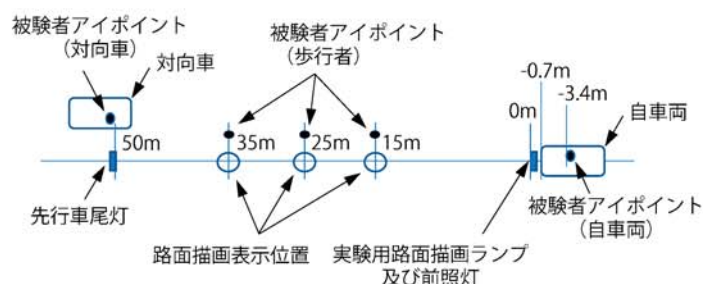 被験者アイポイント
（対向車）
対向車
被験者アイポイント
（歩行者）
-0.7m
-3.4m
0m
自車両
50m
35m
25m
15m
先行車尾灯
路面描画表示位置
実験用路面描画ランプ
及び前照灯
被験者アイポイント
（自車両）